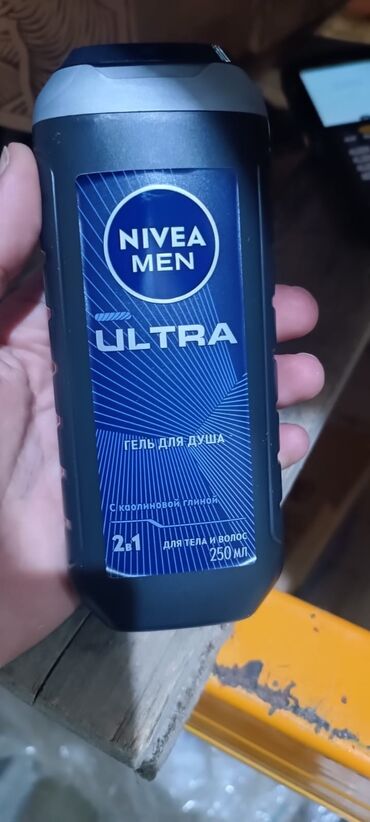 NIVEA
MEN
ULTRA
ГЕЛЬ ДЛЯ ДУША
С каолиновой глиной
2в1
ДЛЯ ТЕЛА И ВОЛОС
250 МЛ